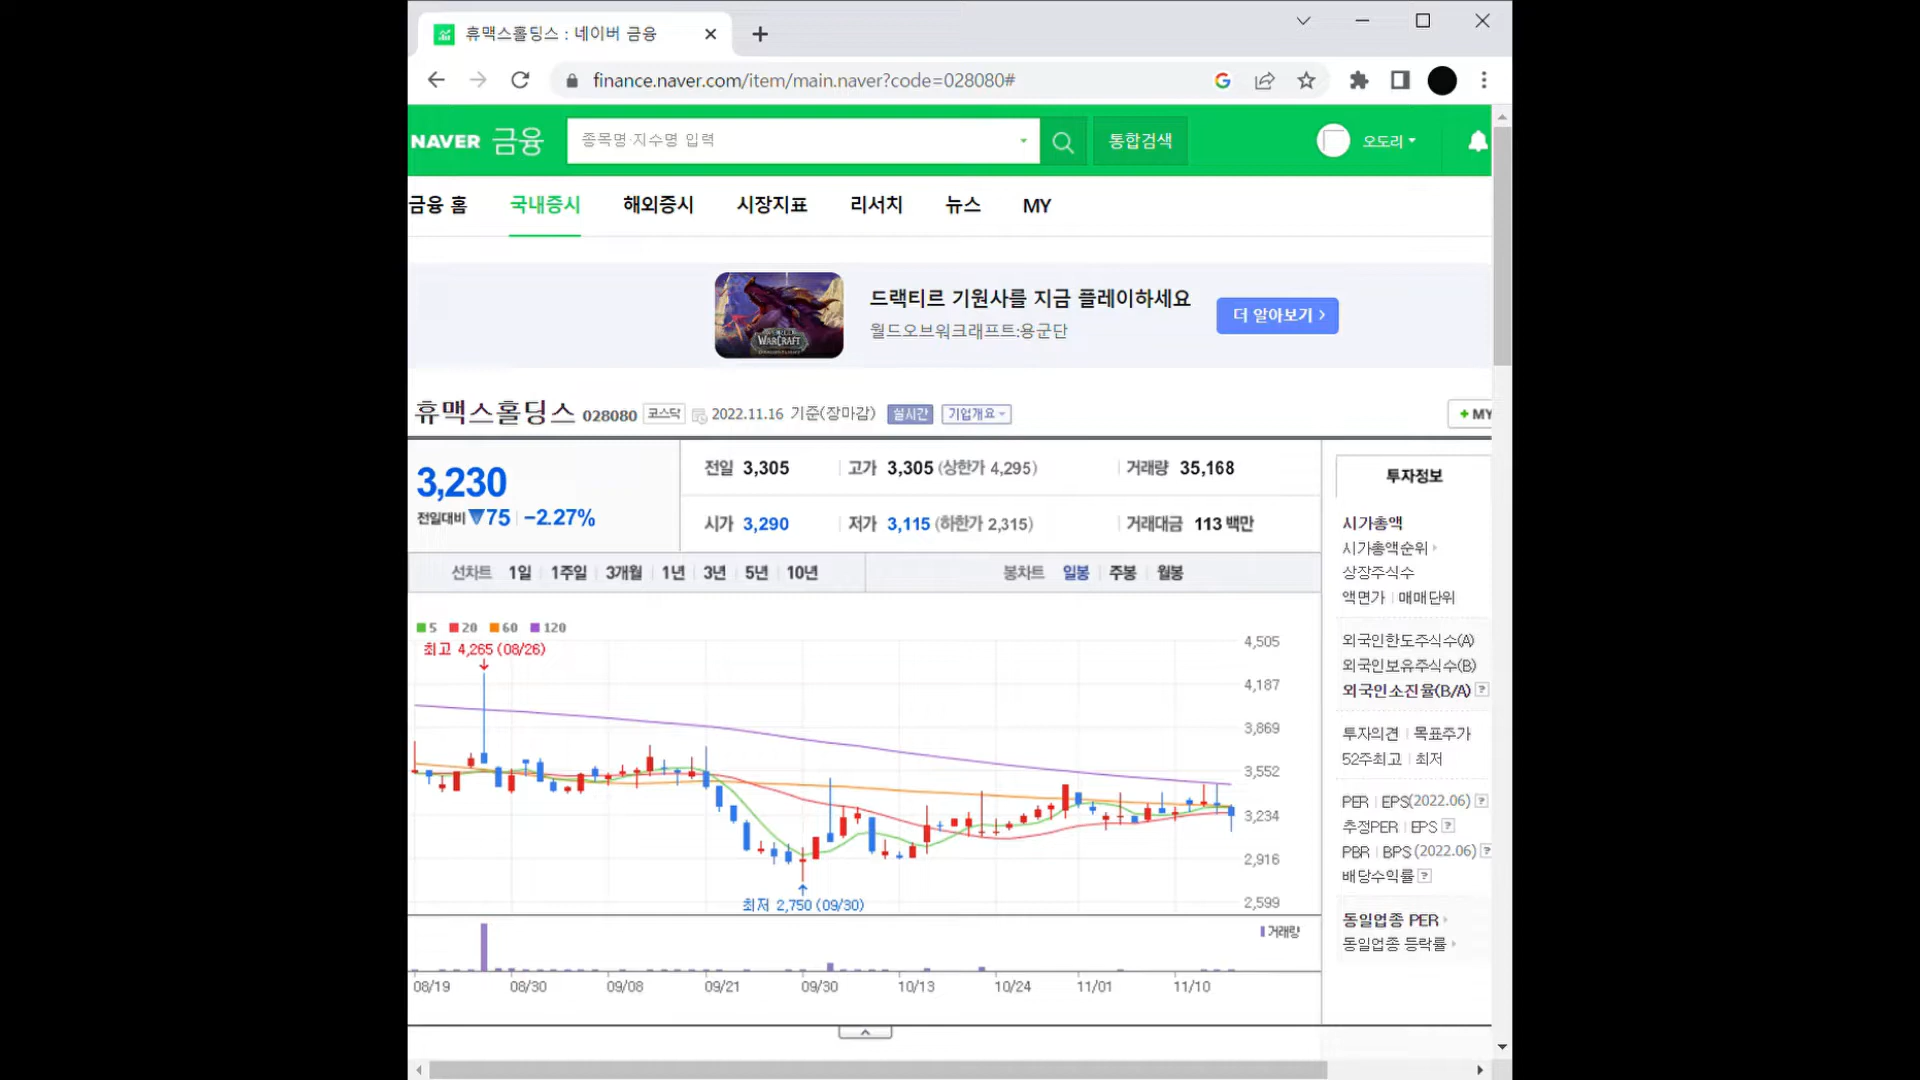 휴맥스홀딩스 : 네이버 금융
finance.naver.com/item/main.naver?code=028080#
NAVER 금융
종목명·지수명 입력
통합검색
오도리
금융 홈 국내증시 해외증시 시장지표 리서치 뉴스 MY
WARCRAFT
드랙티르 기원사를 지금 플레이하세요
월드오브워크래프트:용군단
더 알아보기
휴맥스홀딩스 028080 코스닥 2022.11.16 기준(장마감) 실시간 기업개요
+ MY
3,230
전일대비 ▼75 -2.27%
전일 3,305 고가 3,305 (상한가 4,295) 거래량 35,168
시가 3,290 저가 3,115 (하한가 2,315) 거래대금 113 백만
선차트 1일 1주일 3개월 1년 3년 5년 10년 봉차트 일봉 주봉 월봉
5 20 60 120
최고 4,265 (08/26)
4,505
4,187
3,869
3,552
3,234
2,916
2,599
최저 2,750 (09/30)
거래량
08/19 08/30 09/08 09/21 09/30 10/13 10/24 11/01 11/10
투자정보
시가총액
시가총액순위
상장주식수
액면가 매매단위
외국인한도주식수(A)
외국인보유주식수(B)
외국인소진율(B/A) ?
투자의견 목표주가
52주최고 최저
PER EPS(2022.06) ?
추정PER EPS ?
PBR BPS (2022.06) ?
배당수익률 ?
동일업종 PER
동일업종 등락률